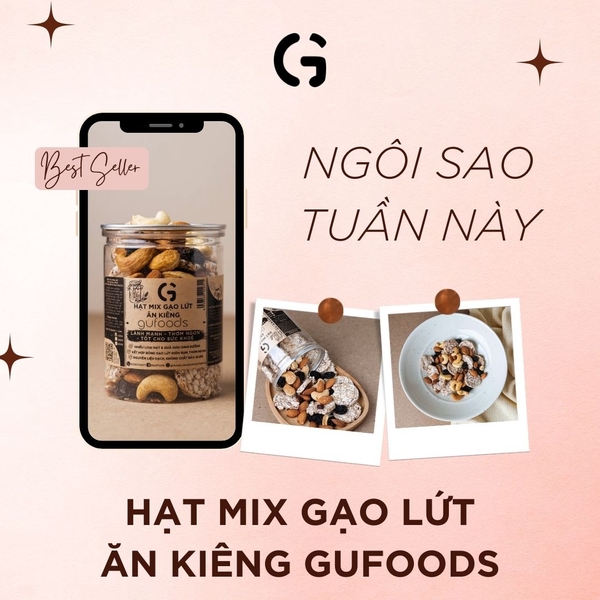 G
NGÔI SAO
TUẦN NÀY
Best Seller
G
HẠT MIX GẠO LỨT
ĂN KIÊNG
gufoods
LÀNH MẠNH - THƠM NGON
- TỐT CHO SỨC KHỎE
HẠT MIX GẠO LỨT
ĂN KIÊNG GUFOODS